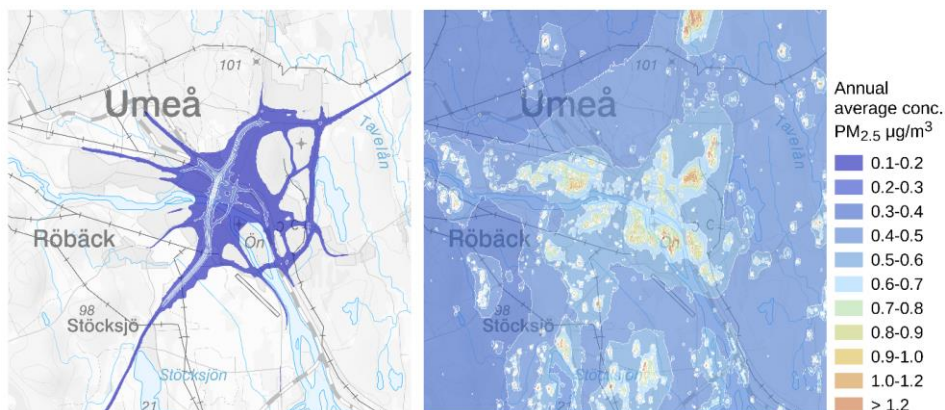 101
Umeå
Tavelån
Röbäck
Ön
98
Stöcksjö
Stöcksjön
21
101
Umeå
Tavelån
Röbäck
Ön
98
Stöcksjö
Stöcksjön
21
Annual
average conc.
PM2.5 µg/m³
0.1-0.2
0.2-0.3
0.3-0.4
0.4-0.5
0.5-0.6
0.6-0.7
0.7-0.8
0.8-0.9
0.9-1.0
1.0-1.2
> 1.2